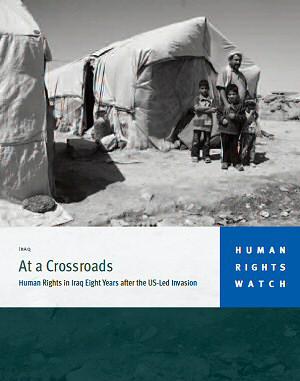 IRAQ
At a Crossroads
Human Rights in Iraq Eight Years after the US-Led Invasion
HUMAN
RIGHTS
WATCH